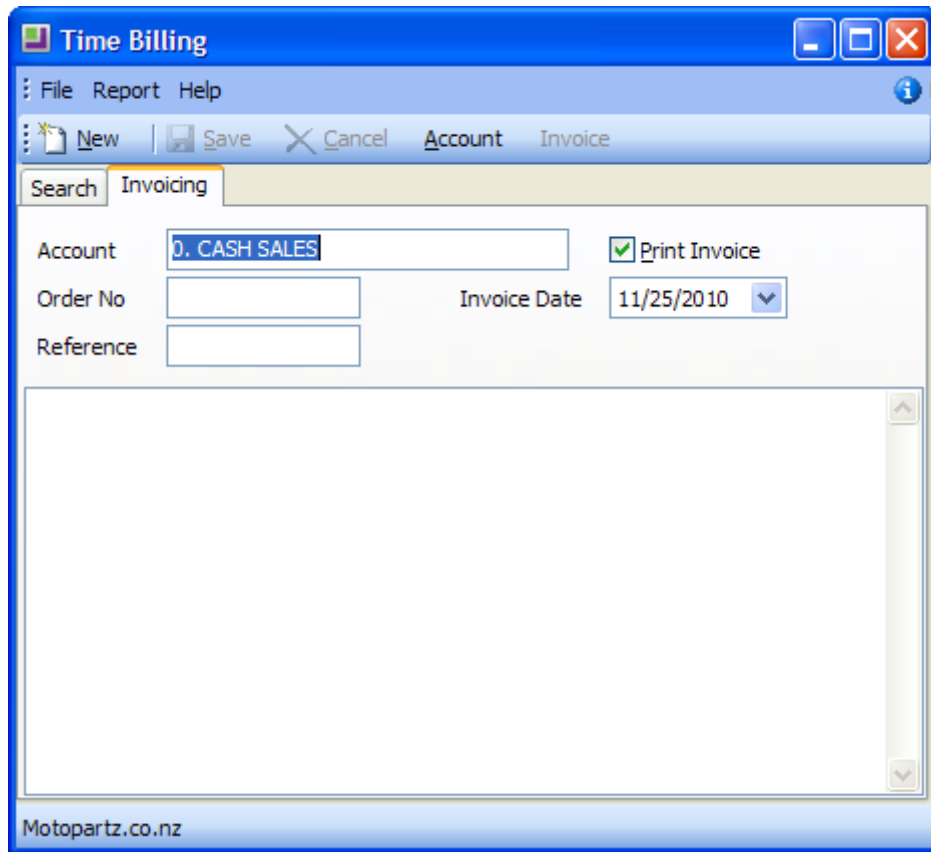 Time Billing
File Report Help
New Save Cancel Account Invoice
Search Invoicing
Account 0. CASH SALES Print Invoice
Order No Invoice Date 11/25/2010
Reference
Motopartz.co.nz